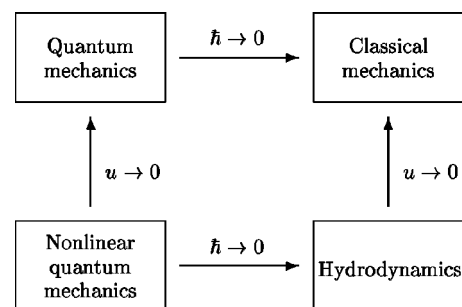 Quantum
mechanics
ℏ → 0
Classical
mechanics
u → 0
u → 0
Nonlinear
quantum
mechanics
ℏ → 0
Hydrodynamics